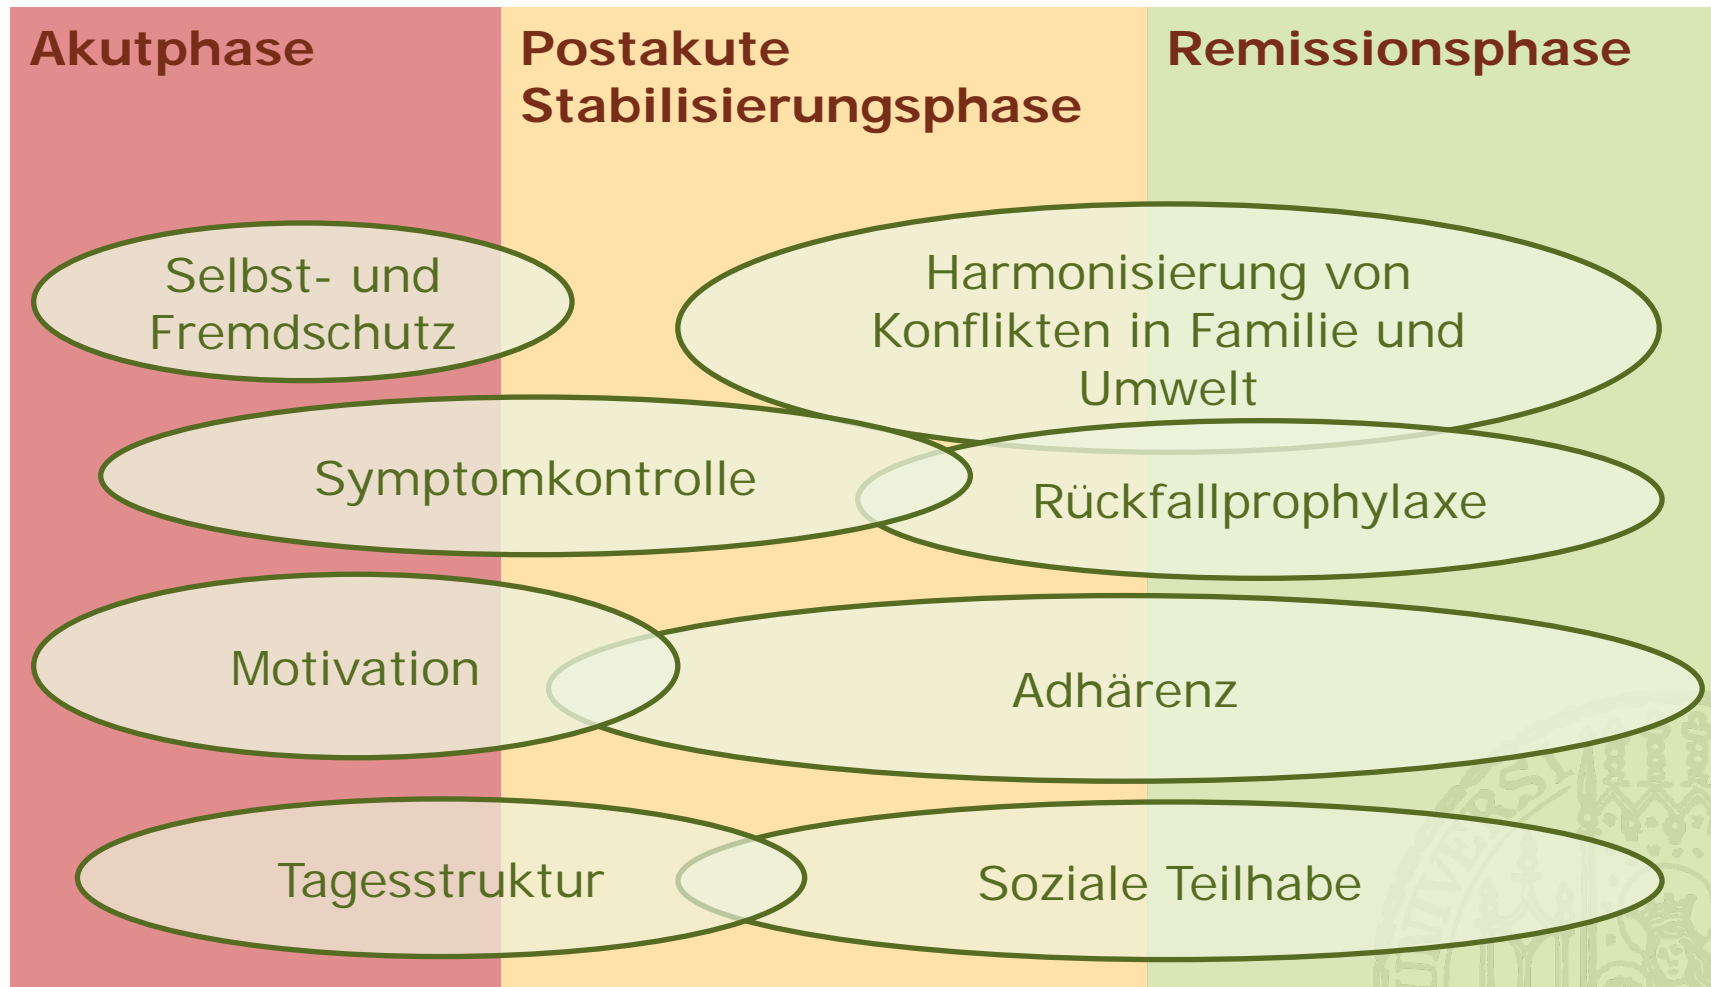 Akutphase
Postakute
Stabilisierungsphase
Remissionsphase
Selbst- und
Fremdschutz
Harmonisierung von
Konflikten in Familie und
Umwelt
Symptomkontrolle
Rückfallprophylaxe
Motivation
Adhärenz
Tagesstruktur
Soziale Teilhabe
UNIVERSI